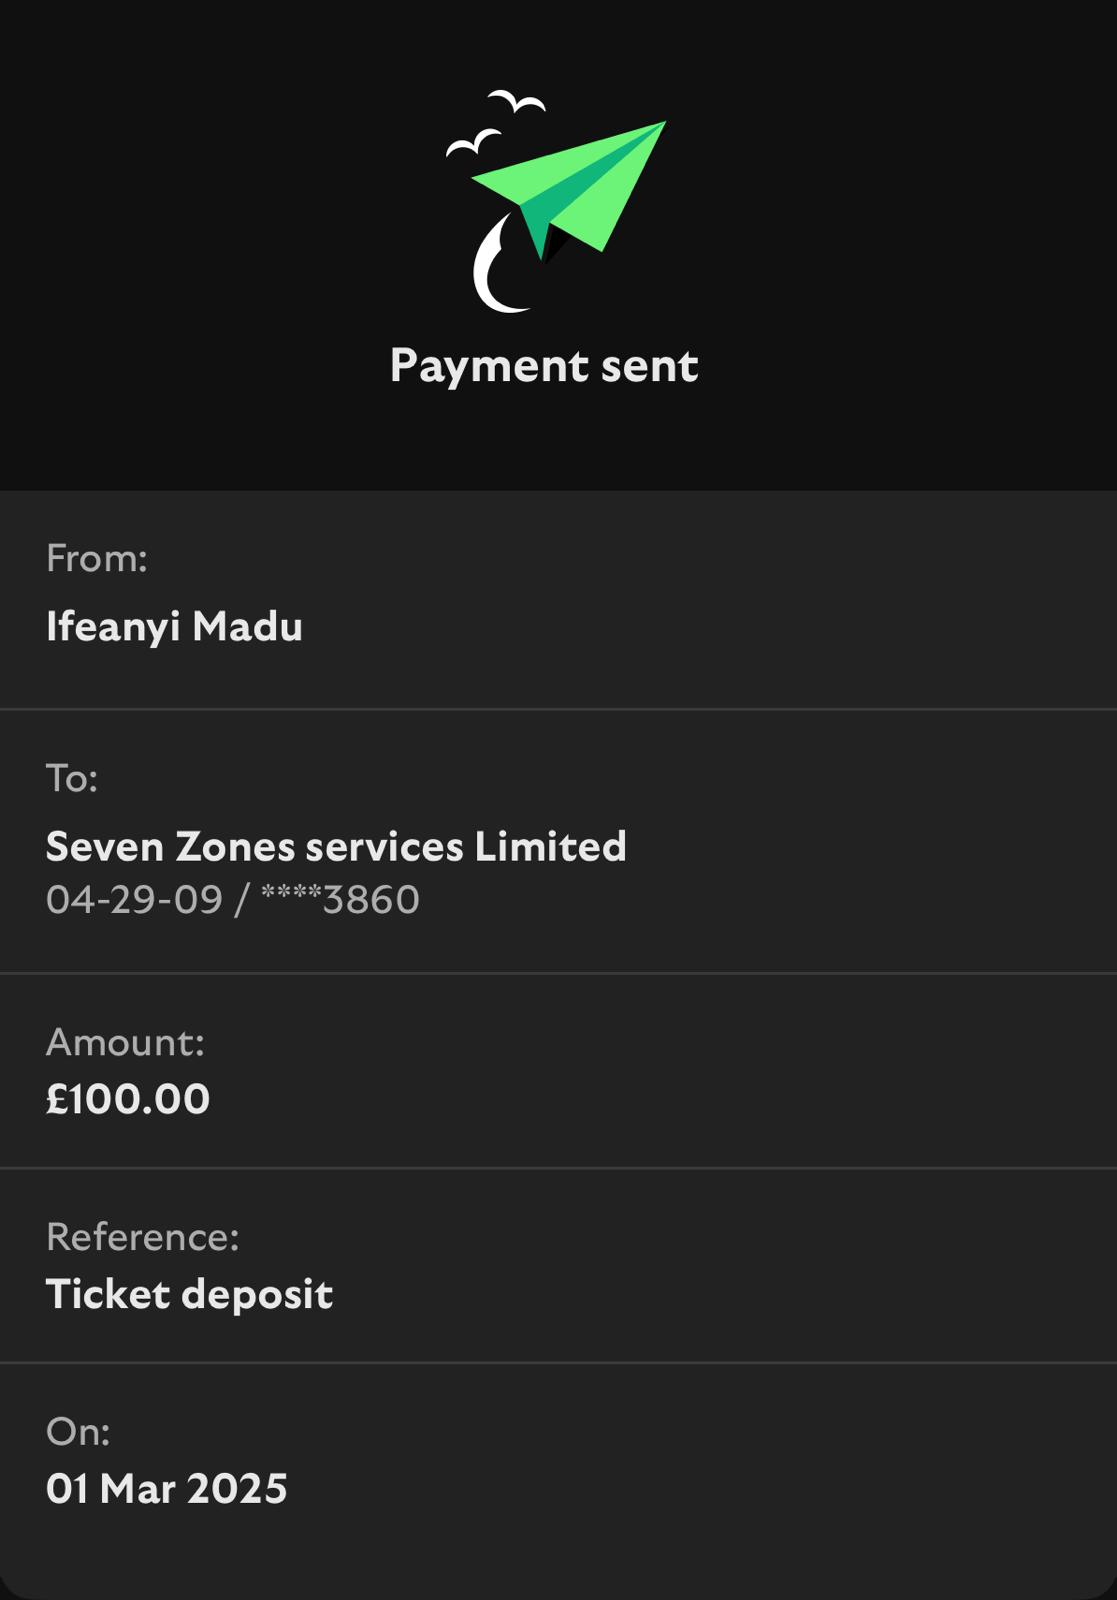 Payment sent
From:
Ifeanyi Madu
To:
Seven Zones services Limited
04-29-09 / ****3860
Amount:
£100.00
Reference:
Ticket deposit
On:
01 Mar 2025